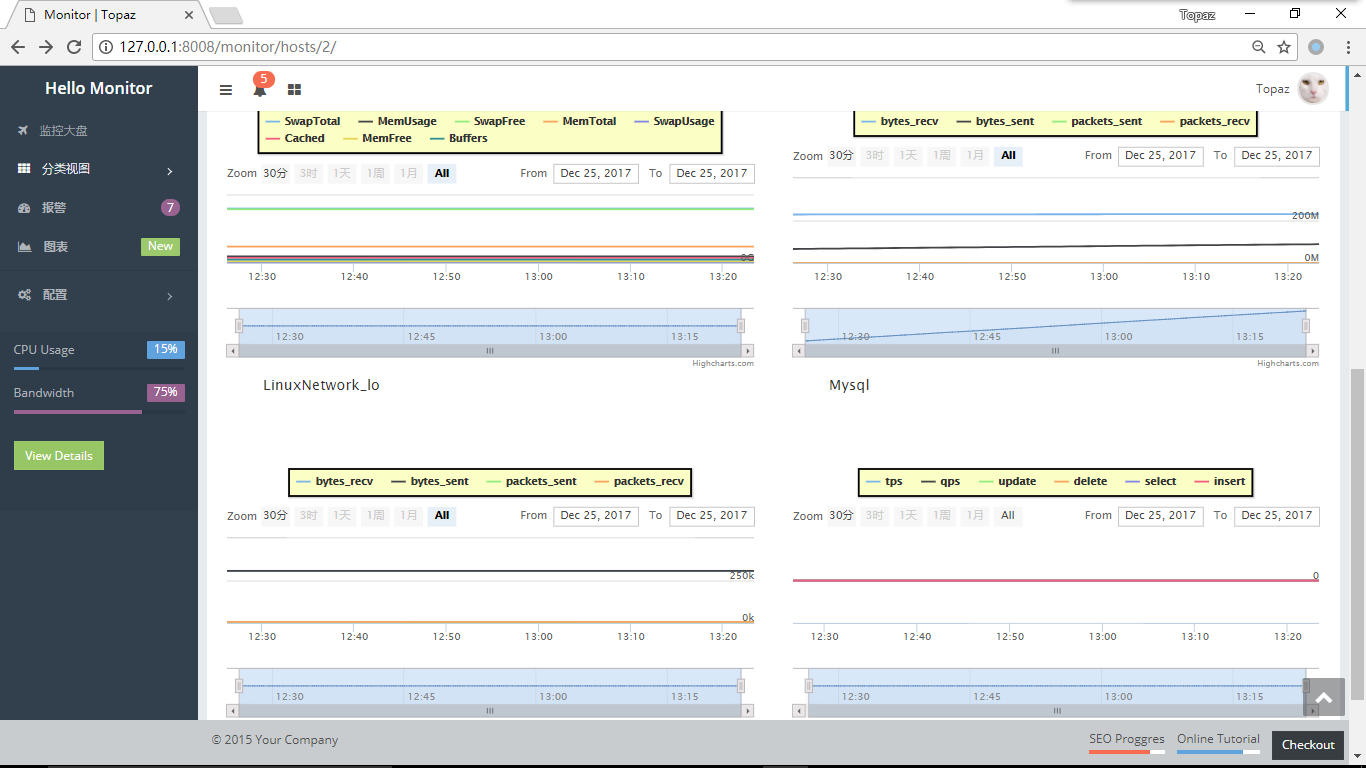 Monitor | Topaz
Topaz
127.0.0.1:8008/monitor/hosts/2/
Hello Monitor
5
Topaz
监控大盘
分类视图
报警 7
图表 New
配置
CPU Usage 15%
Bandwidth 75%
View Details
SwapTotal MemUsage SwapFree MemTotal SwapUsage
Cached MemFree Buffers
Zoom 30分 3时 1天 1周 1月 All From Dec 25, 2017 To Dec 25, 2017
0G
12:30 12:40 12:50 13:00 13:10 13:20
12:30 12:45 13:00 13:15
Highcharts.com
bytes_recv bytes_sent packets_sent packets_recv
Zoom 30分 3时 1天 1周 1月 All From Dec 25, 2017 To Dec 25, 2017
200M
0M
12:30 12:40 12:50 13:00 13:10 13:20
12:30 12:45 13:00 13:15
Highcharts.com
LinuxNetwork_lo
bytes_recv bytes_sent packets_sent packets_recv
Zoom 30分 3时 1天 1周 1月 All From Dec 25, 2017 To Dec 25, 2017
250k
0k
12:30 12:40 12:50 13:00 13:10 13:20
12:30 12:45 13:00 13:15
Mysql
tps qps update delete select insert
Zoom 30分 3时 1天 1周 1月 All From Dec 25, 2017 To Dec 25, 2017
0
12:30 12:40 12:50 13:00 13:10 13:20
12:30 12:45 13:00 13:15
© 2015 Your Company
SEO Proggres Online Tutorial Checkout